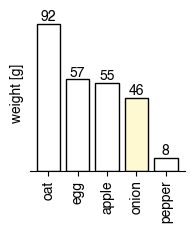 92
57
55
46
8
weight [g]
oat
egg
apple
onion
pepper